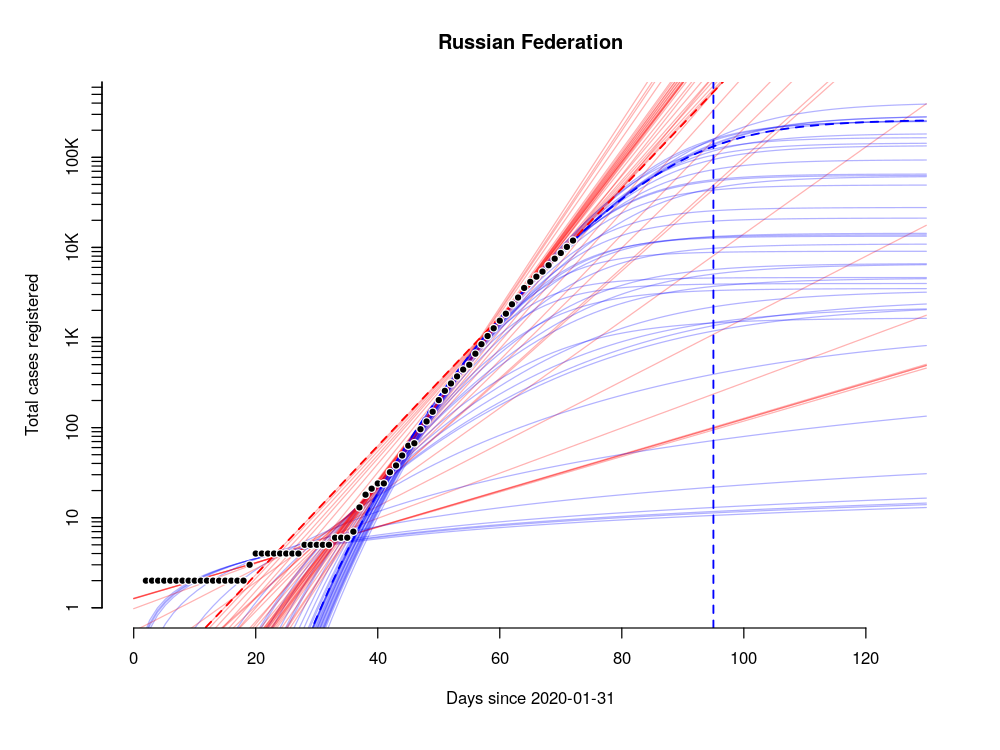 Russian Federation
Total cases registered
100K
10K
1K
100
10
1
0 20 40 60 80 100 120
Days since 2020-01-31